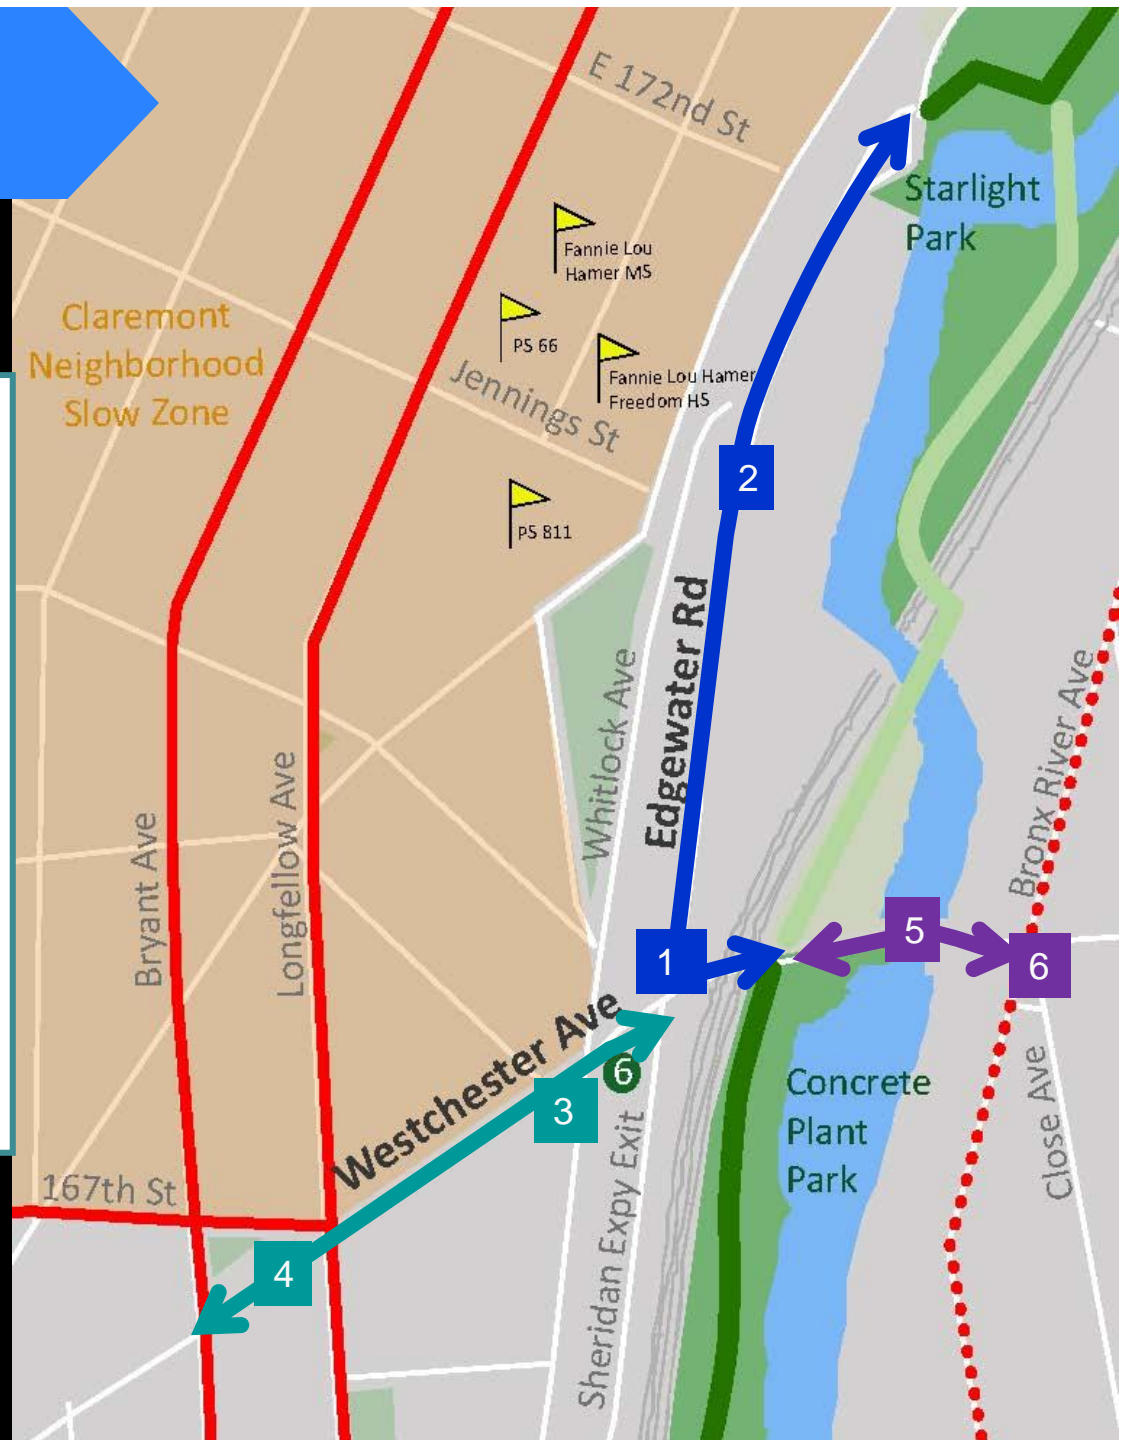 E 172nd St
Starlight
Park
Fannie Lou
Hamer MS
Claremont
Neighborhood
Slow Zone
PS 66
Fannie Lou Hamer
Freedom HS
Jennings St
2
PS 811
Edgewater Rd
Whitlock Ave
Bronx River Ave
Bryant Ave
Longfellow Ave
1
5
6
Westchester Ave
6
3
Concrete
Plant
Park
Close Ave
Sheridan Expy Exit
167th St
4